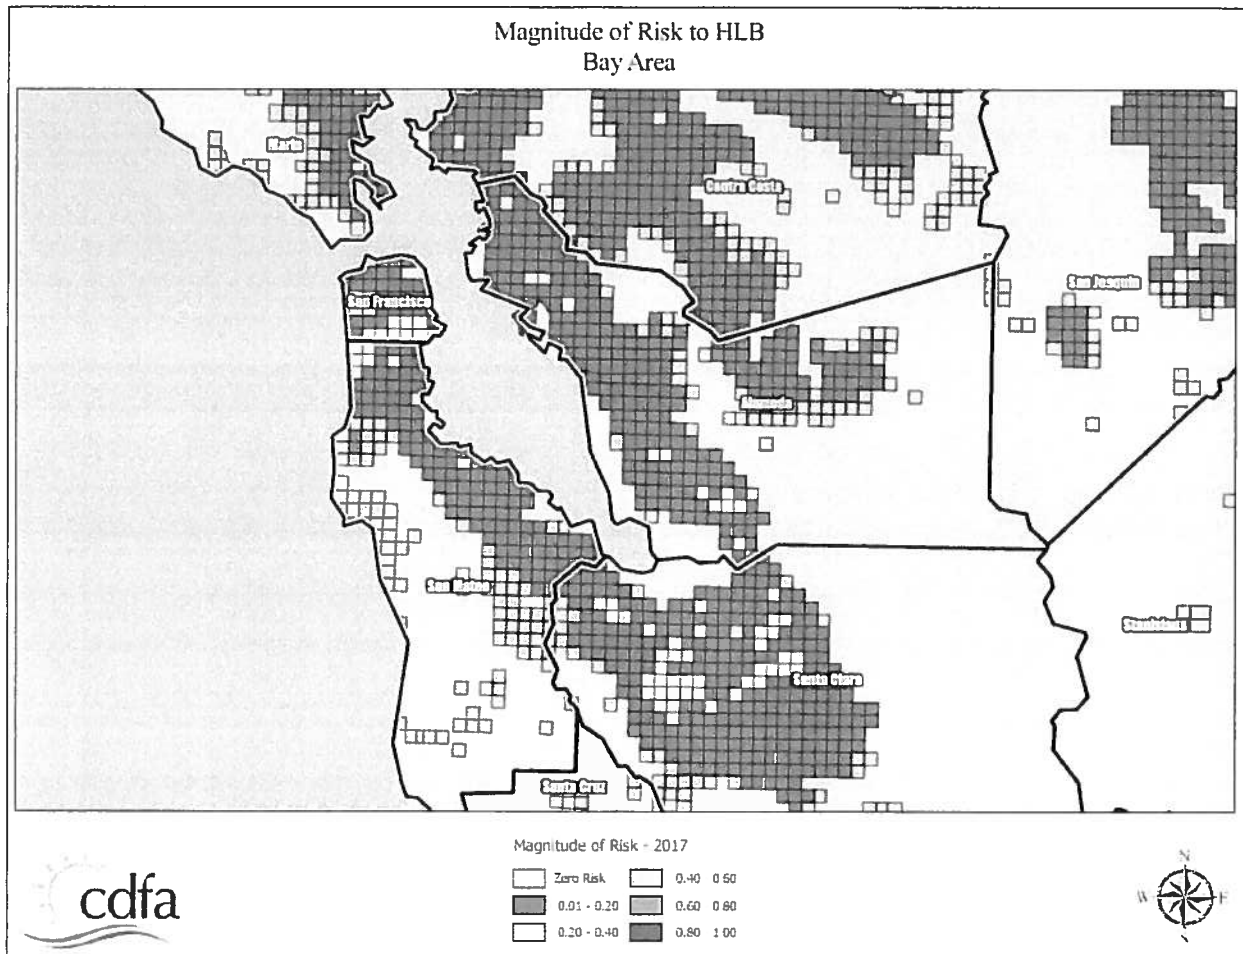 Magnitude of Risk to HLB
Bay Area
Marin
Contra Costa
San Francisco
San Joaquin
Alameda
San Mateo
Stanislaus
Santa Clara
Santa Cruz
Magnitude of Risk - 2017
Zero Risk
0.40 0.60
0.01 - 0.20
0.60 0.80
0.20 - 0.40
0.80 1.00
cdfa
N
W E
S